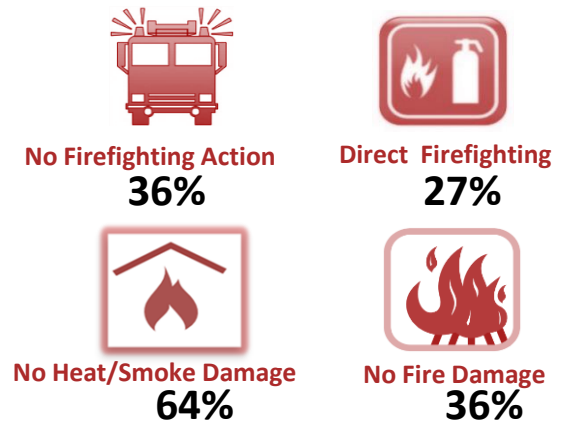 No Firefighting Action
36%
Direct Firefighting
27%
No Heat/Smoke Damage
64%
No Fire Damage
36%